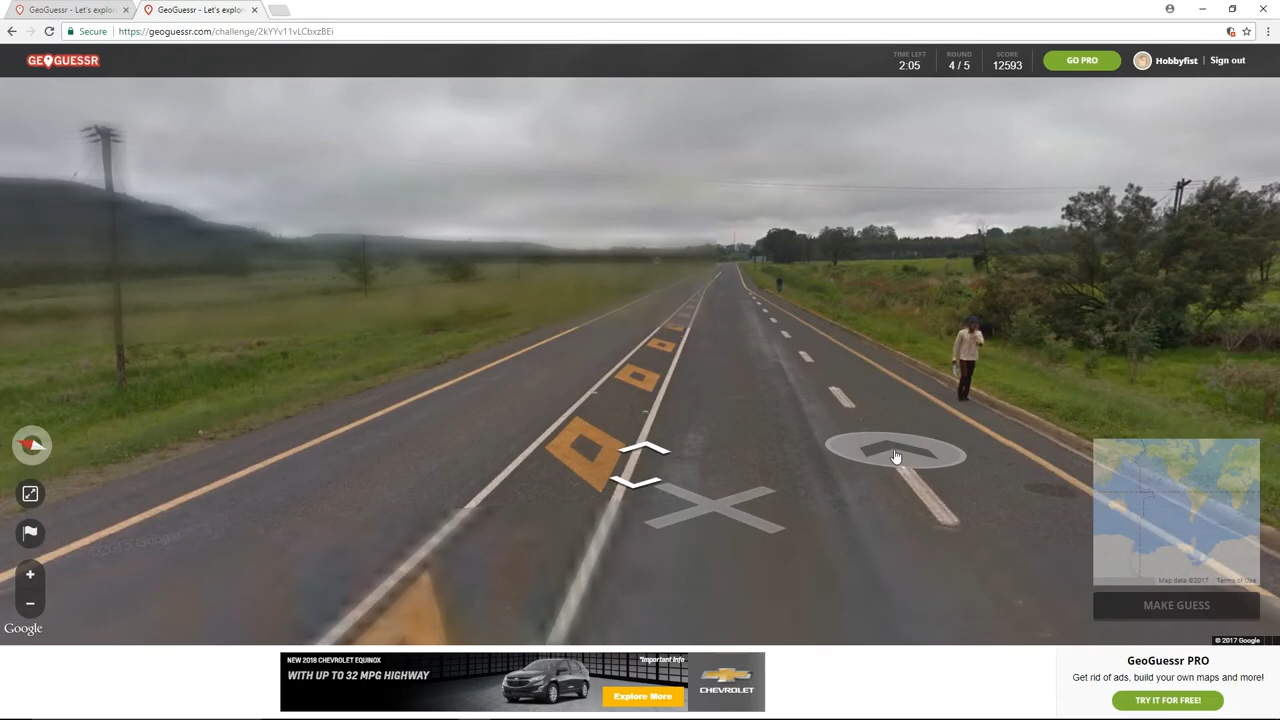 GeoGuessr - Let's explor
GeoGuessr - Let's explor
Secure
https://geoguessr.com/challenge/2kYYv11vLCbxzBEi
GEOGUESSR
TIME LEFT
2:05
ROUND
4 / 5
SCORE
12593
GO PRO
Hobbyfist
Sign out
©2015 Google
+
−
Google
Map data ©2017
Terms of Use
MAKE GUESS
© 2017 Google
NEW 2018 CHEVROLET EQUINOX
WITH UP TO 32 MPG HIGHWAY
*Important Info
Explore More
CHEVROLET
GeoGuessr PRO
Get rid of ads, build your own maps and more!
TRY IT FOR FREE!